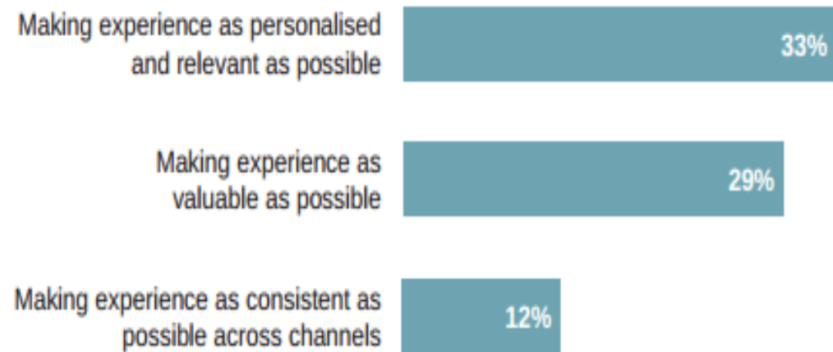 Making experience as personalised
and relevant as possible
33%
Making experience as
valuable as possible
29%
Making experience as consistent as
possible across channels
12%